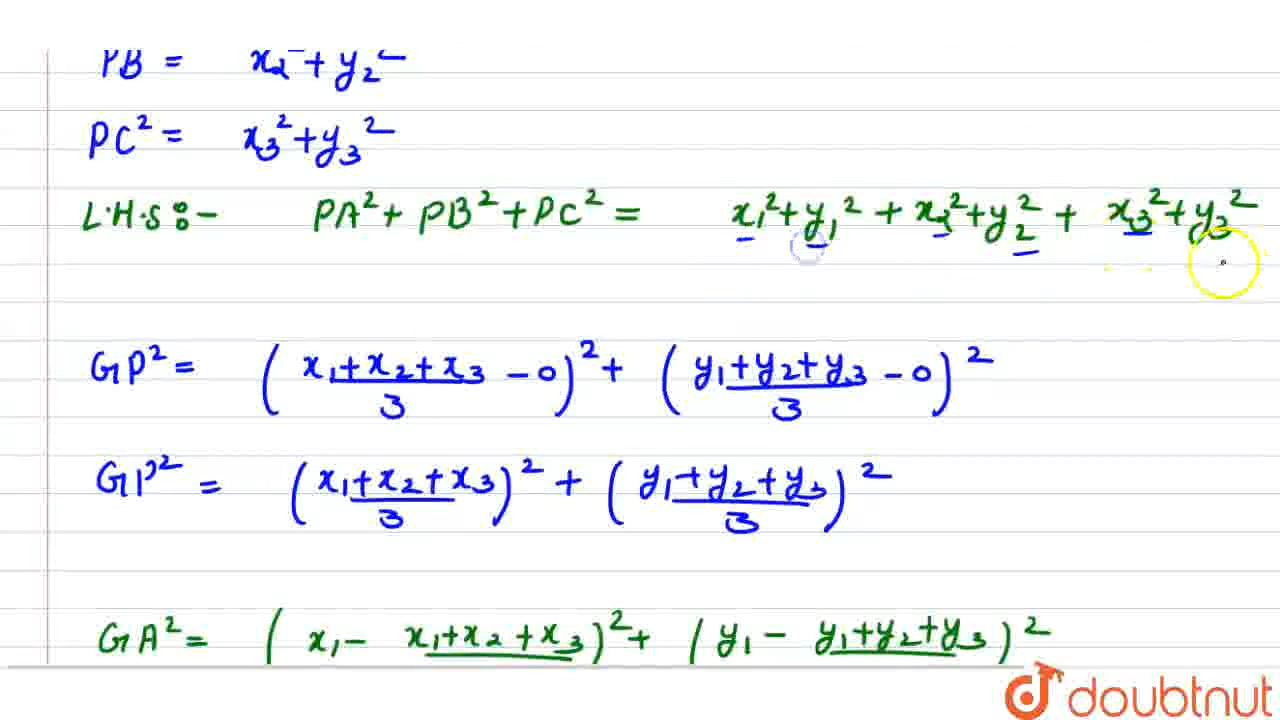 PB = x₂² + y₂²
PC² = x₃² + y₃²
L.H.S :- PA² + PB² + PC² = x₁² + y₁² + x₂² + y₂² + x₃² + y₃²
GP² = ( x₁ + x₂ + x₃ / 3 - 0 )² + ( y₁ + y₂ + y₃ / 3 - 0 )²
GP² = ( x₁ + x₂ + x₃ / 3 )² + ( y₁ + y₂ + y₃ / 3 )²
GA² = ( x₁ - x₁ + x₂ + x₃ )² + ( y₁ - y₁ + y₂ + y₃ )²
doubtnut